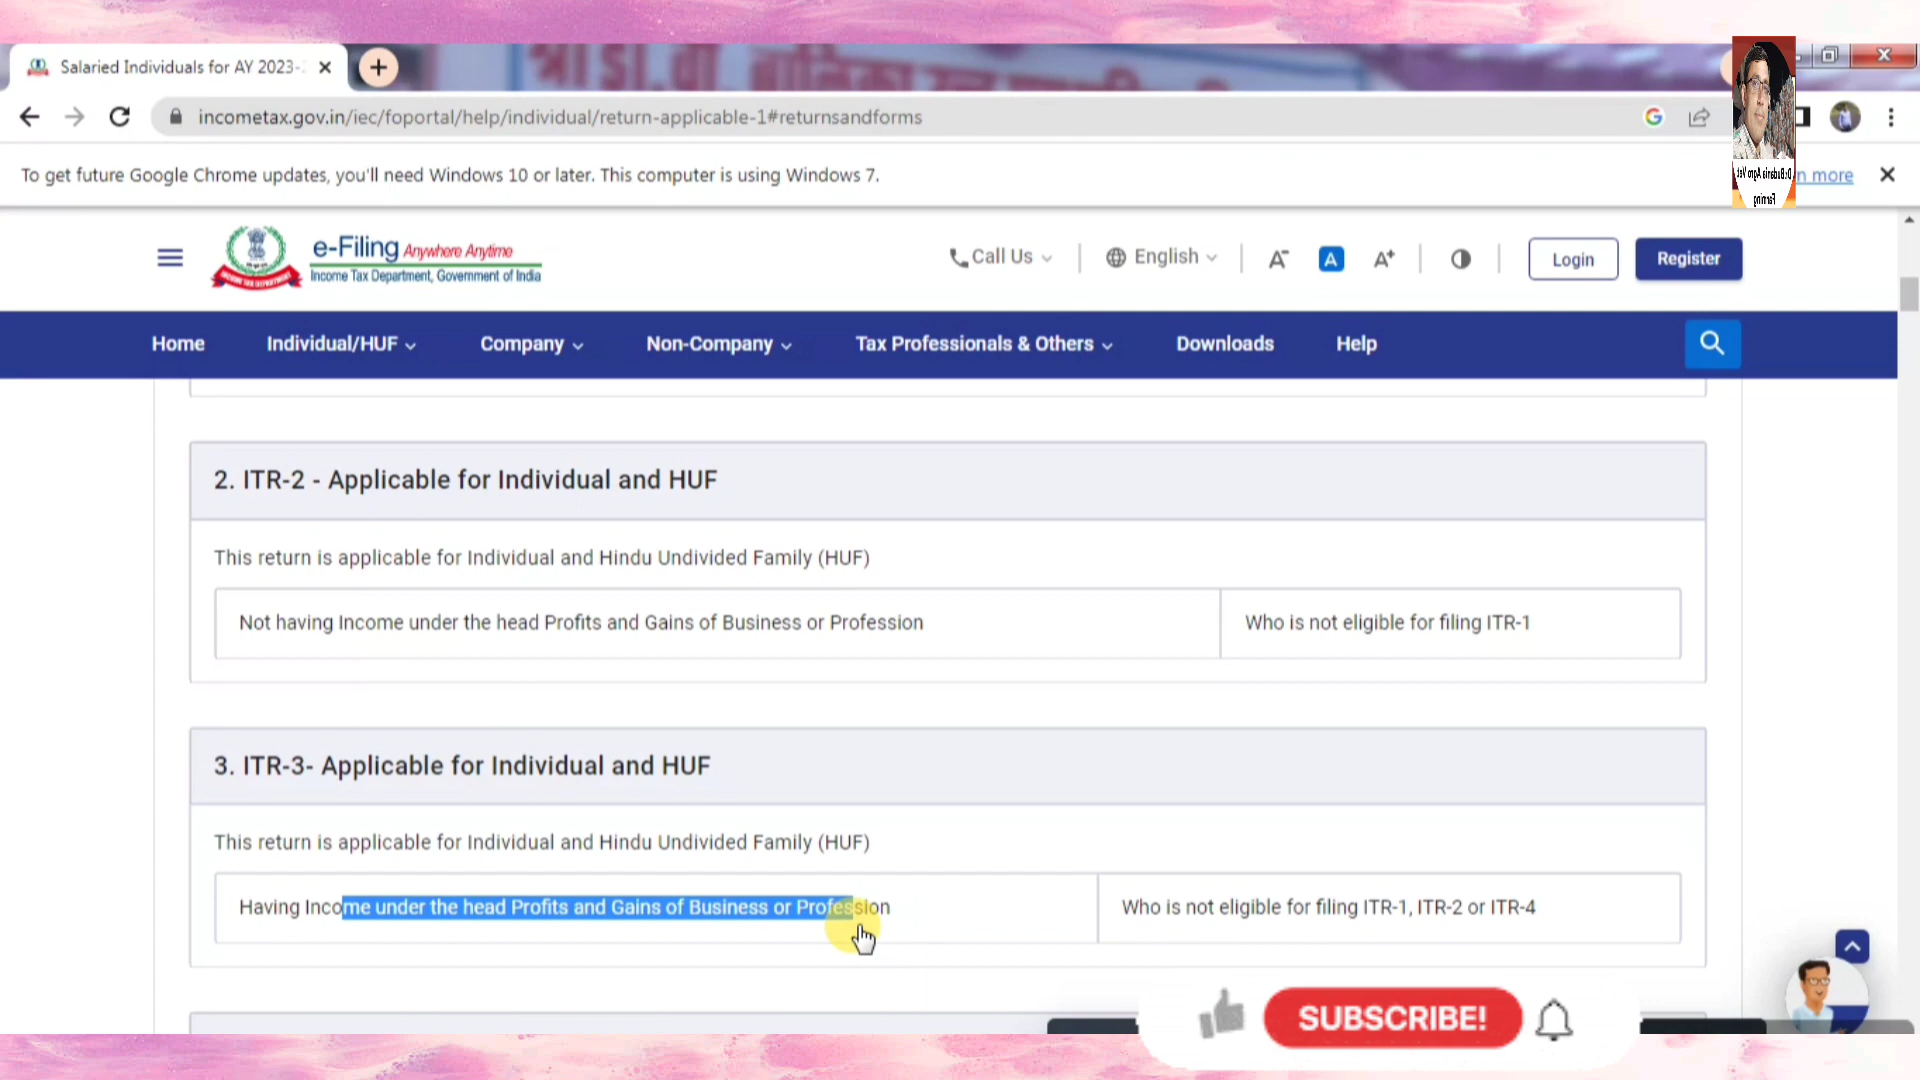 श्री डी.वी. बालिका
Salaried Individuals for AY 2023-
incometax.gov.in/iec/foportal/help/individual/return-applicable-1#returnsandforms
To get future Google Chrome updates, you'll need Windows 10 or later. This computer is using Windows 7.
n more
Dr.Budania Agro Vet
Farming
e-Filing Anywhere Anytime
Income Tax Department, Government of India
Call Us
English
A-
A
A+
Login
Register
Home
Individual/HUF
Company
Non-Company
Tax Professionals & Others
Downloads
Help
2. ITR-2 - Applicable for Individual and HUF
This return is applicable for Individual and Hindu Undivided Family (HUF)
Not having Income under the head Profits and Gains of Business or Profession
Who is not eligible for filing ITR-1
3. ITR-3- Applicable for Individual and HUF
This return is applicable for Individual and Hindu Undivided Family (HUF)
Having Income under the head Profits and Gains of Business or Profession
Who is not eligible for filing ITR-1, ITR-2 or ITR-4
SUBSCRIBE!